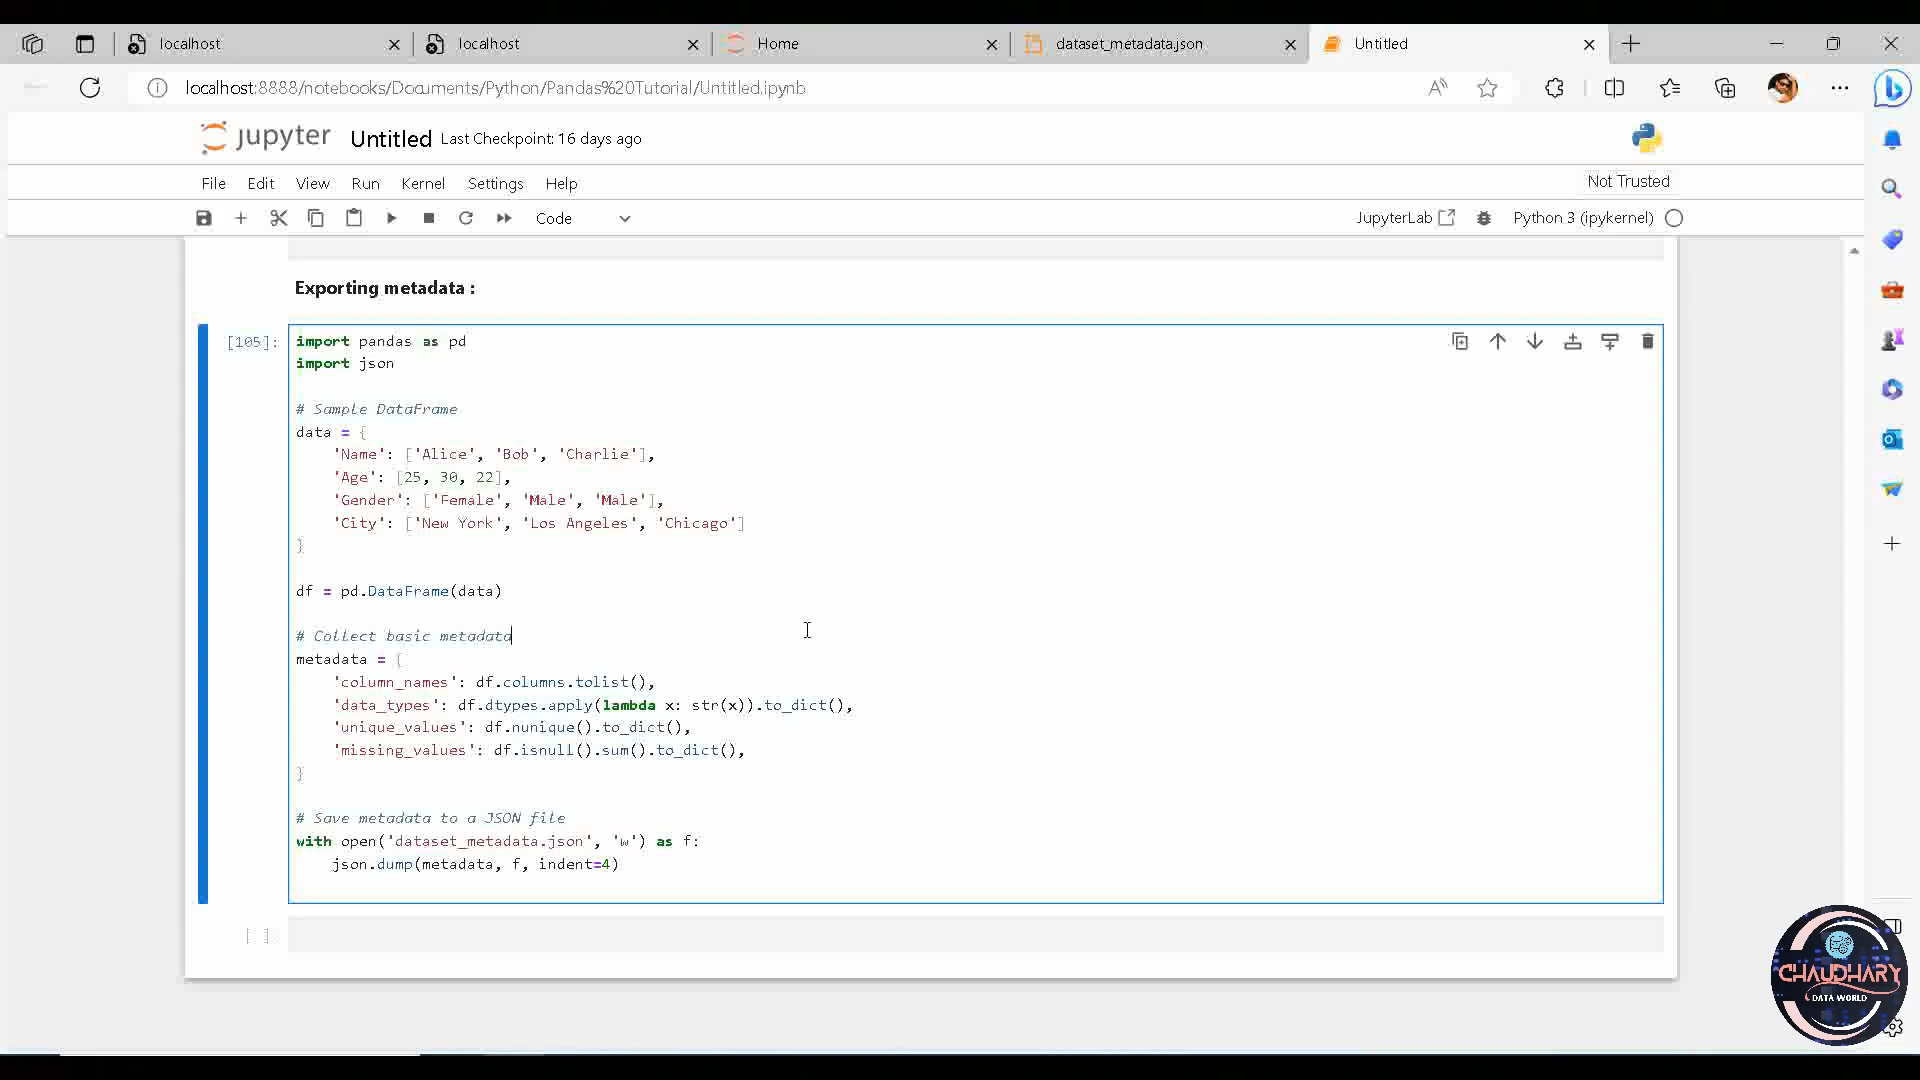 localhost
localhost
Home
dataset_metadata.json
Untitled
localhost:8888/notebooks/Documents/Python/Pandas%20Tutorial/Untitled.ipynb
jupyter Untitled Last Checkpoint: 16 days ago
File Edit View Run Kernel Settings Help
Not Trusted
Code
JupyterLab
Python 3 (ipykernel)
Exporting metadata :
[105]:
import pandas as pd
import json
# Sample DataFrame
data = {
    'Name': ['Alice', 'Bob', 'Charlie'],
    'Age': [25, 30, 22],
    'Gender': ['Female', 'Male', 'Male'],
    'City': ['New York', 'Los Angeles', 'Chicago']
}
df = pd.DataFrame(data)
# Collect basic metadata
metadata = {
    'column_names': df.columns.tolist(),
    'data_types': df.dtypes.apply(lambda x: str(x)).to_dict(),
    'unique_values': df.nunique().to_dict(),
    'missing_values': df.isnull().sum().to_dict(),
}
# Save metadata to a JSON file
with open('dataset_metadata.json', 'w') as f:
    json.dump(metadata, f, indent=4)
[ ]:
CHAUDHARY
DATA WORLD